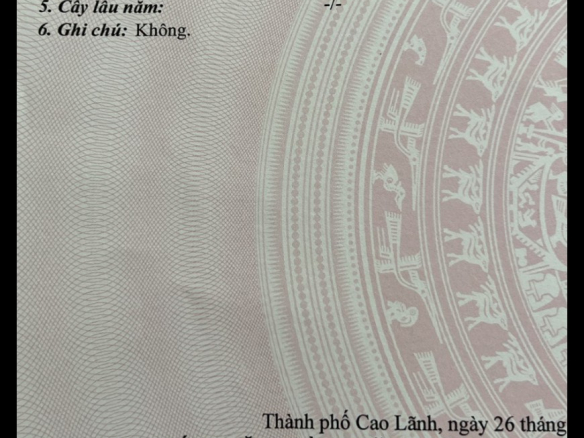 5. Cây lâu năm: -/-
6. Ghi chú: Không.
Thành phố Cao Lãnh, ngày 26 tháng